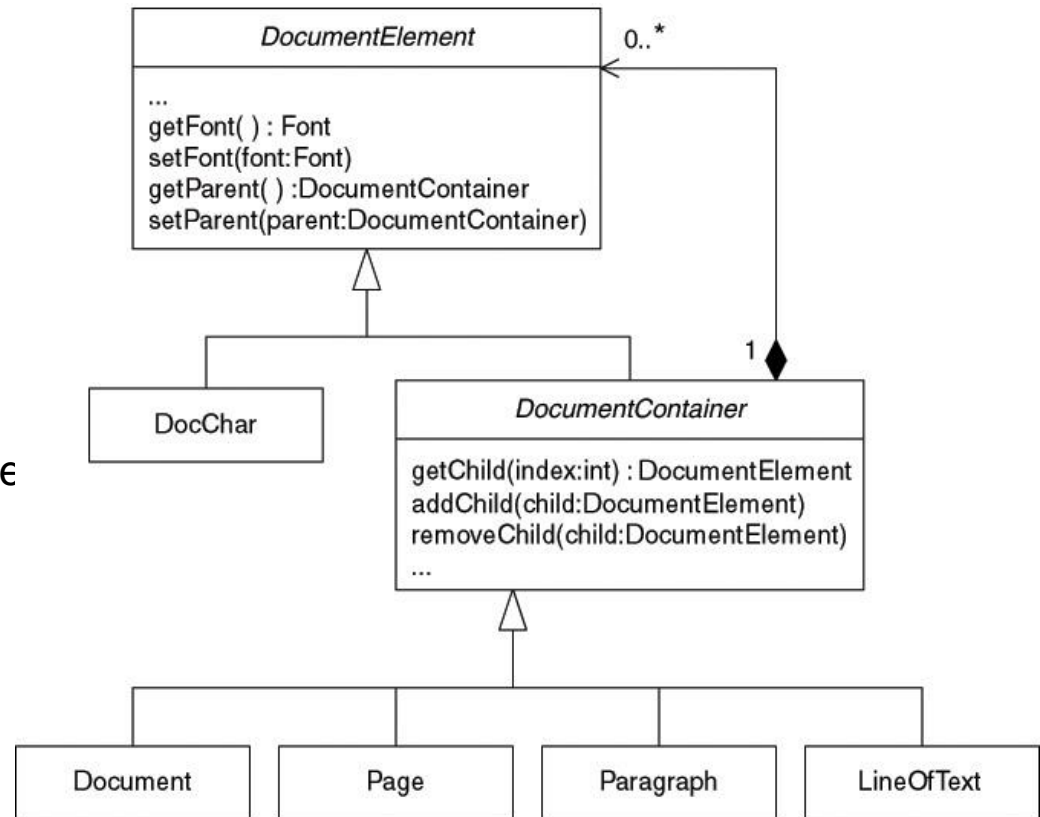 DocumentElement
0..*
...
getFont( ) : Font
setFont(font:Font)
getParent( ) :DocumentContainer
setParent(parent:DocumentContainer)
1
DocChar
DocumentContainer
e
getChild(index:int) : DocumentElement
addChild(child:DocumentElement)
removeChild(child:DocumentElement)
...
Document Page Paragraph LineOfText